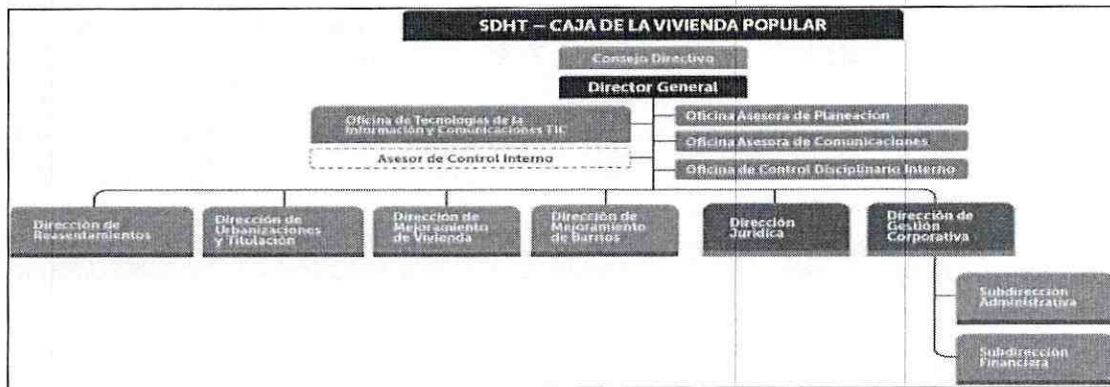 SDHT – CAJA DE LA VIVIENDA POPULAR
Consejo Directivo
Director General
Oficina de Tecnologías de la
Información y Comunicaciones TIC
Oficina Asesora de Planeación
Oficina Asesora de Comunicaciones
Asesor de Control Interno
Oficina de Control Disciplinario Interno
Dirección de
Reasentamientos
Dirección de
Urbanizaciones
y Titulación
Dirección de
Mejoramiento
de Vivienda
Dirección de
Mejoramiento
de Barrios
Dirección
Jurídica
Dirección de
Gestión
Corporativa
Subdirección
Administrativa
Subdirección
Financiera